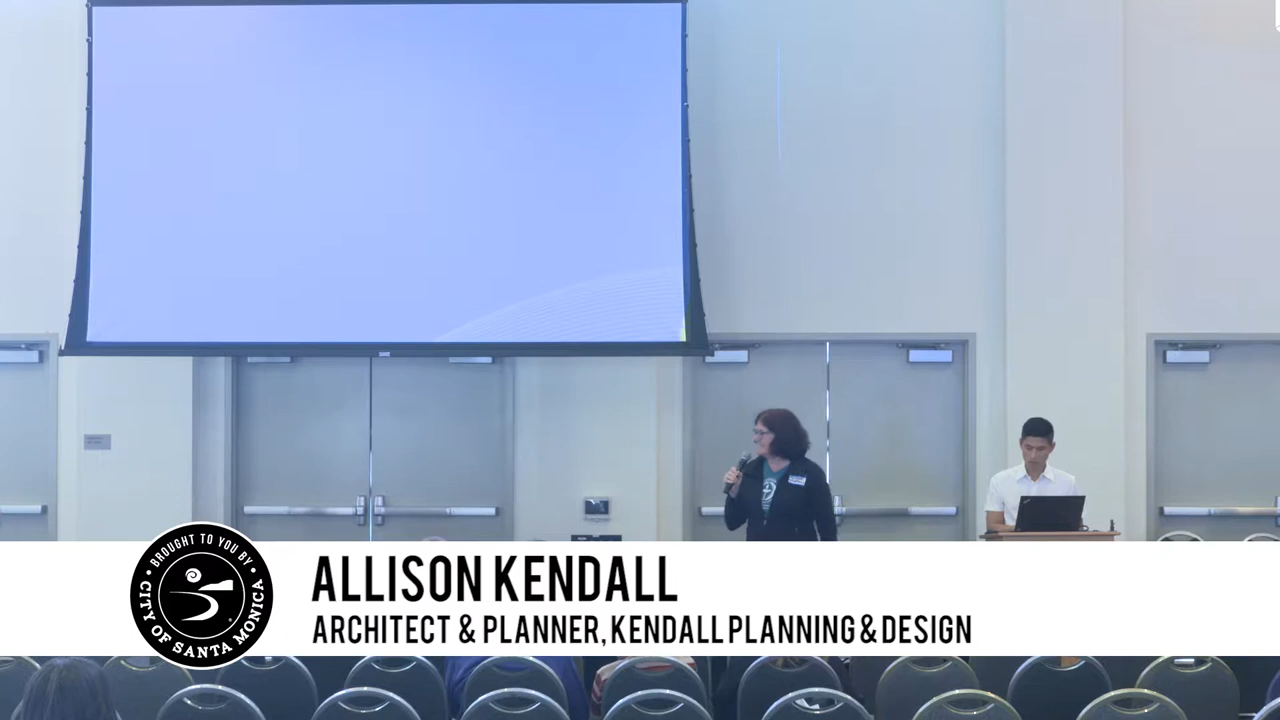 ALLISON KENDALL
ARCHITECT & PLANNER, KENDALL PLANNING & DESIGN
• BROUGHT TO YOU BY •
CITY OF SANTA MONICA